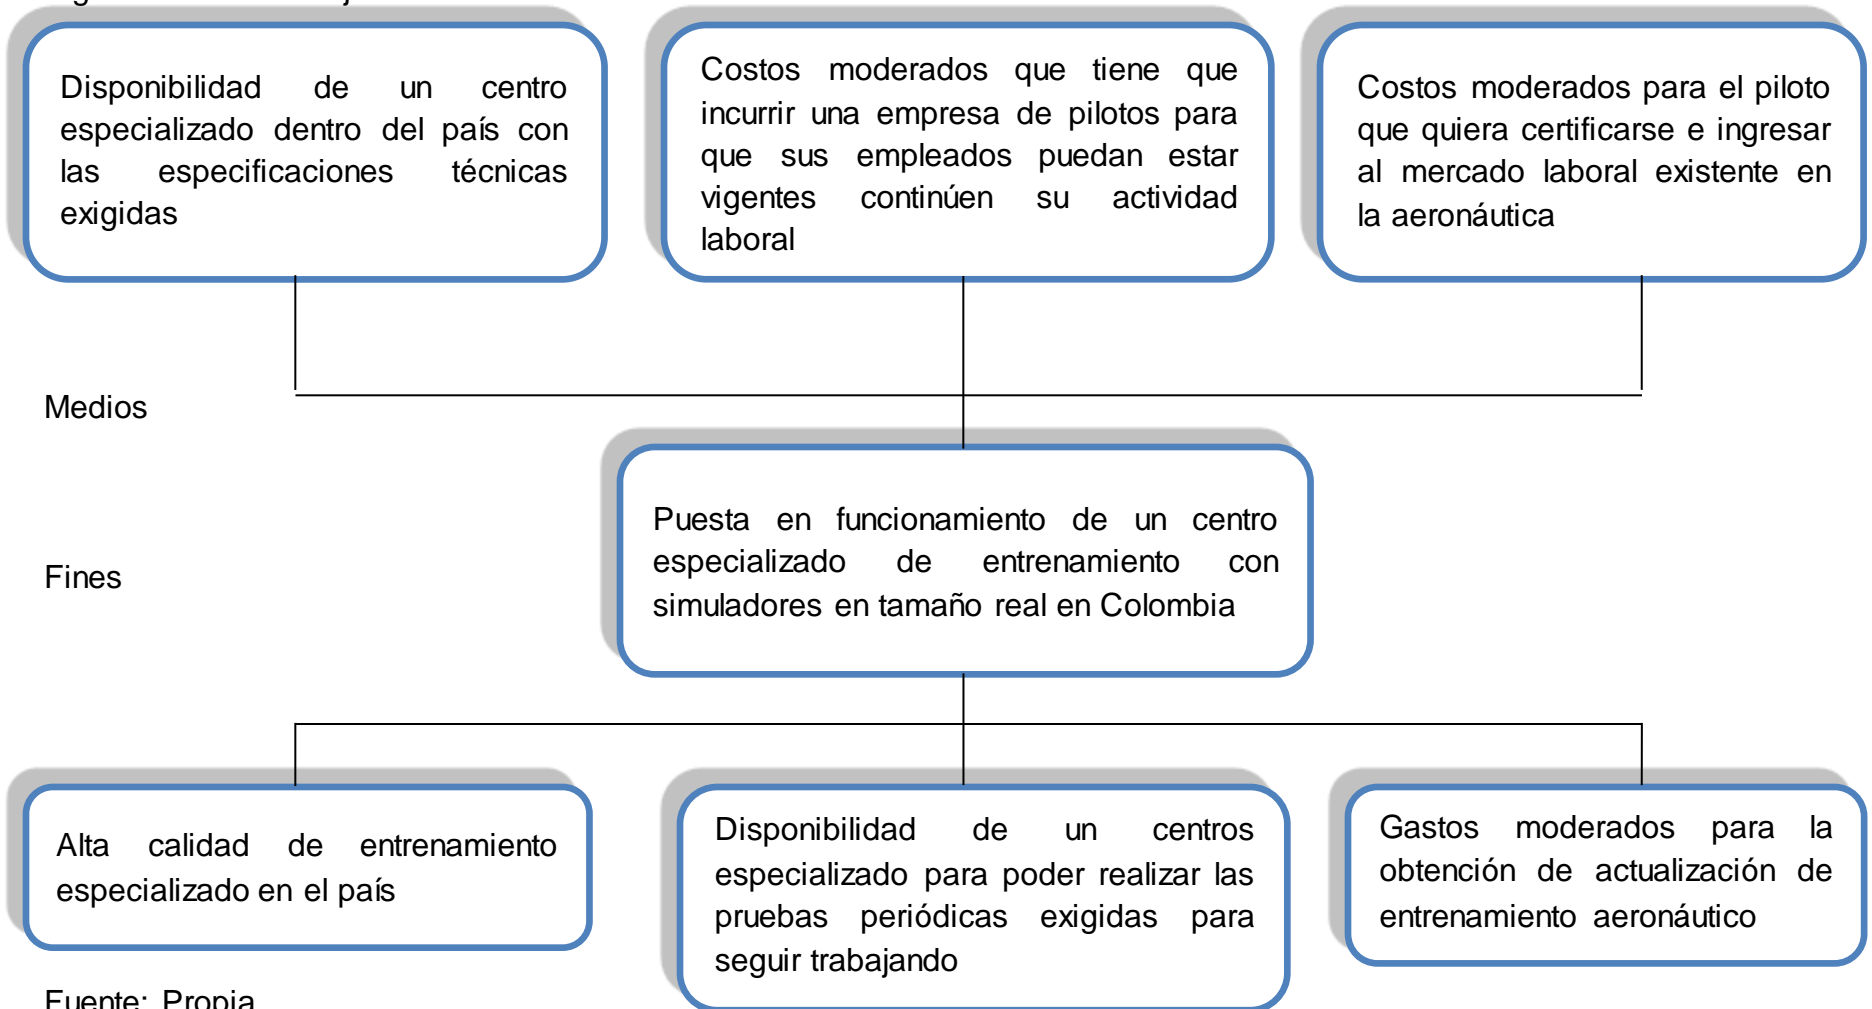 Disponibilidad de un centro
especializado dentro del país con
las especificaciones técnicas
exigidas
Costos moderados que tiene que
incurrir una empresa de pilotos para
que sus empleados puedan estar
vigentes continúen su actividad
laboral
Costos moderados para el piloto
que quiera certificarse e ingresar
al mercado laboral existente en
la aeronáutica
Medios
Puesta en funcionamiento de un centro
especializado de entrenamiento con
simuladores en tamaño real en Colombia
Fines
Alta calidad de entrenamiento
especializado en el país
Disponibilidad de un centros
especializado para poder realizar las
pruebas periódicas exigidas para
seguir trabajando
Gastos moderados para la
obtención de actualización de
entrenamiento aeronáutico
Fuente: Propia